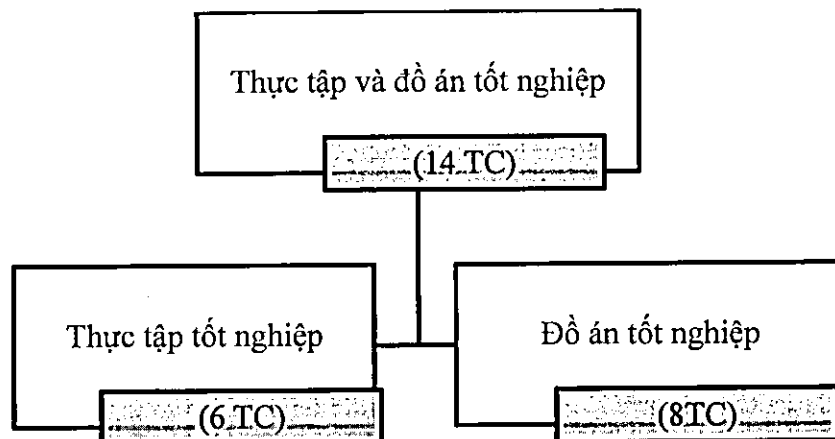 Thực tập và đồ án tốt nghiệp
(14 TC)
Thực tập tốt nghiệp
(6 TC)
Đồ án tốt nghiệp
(8TC)